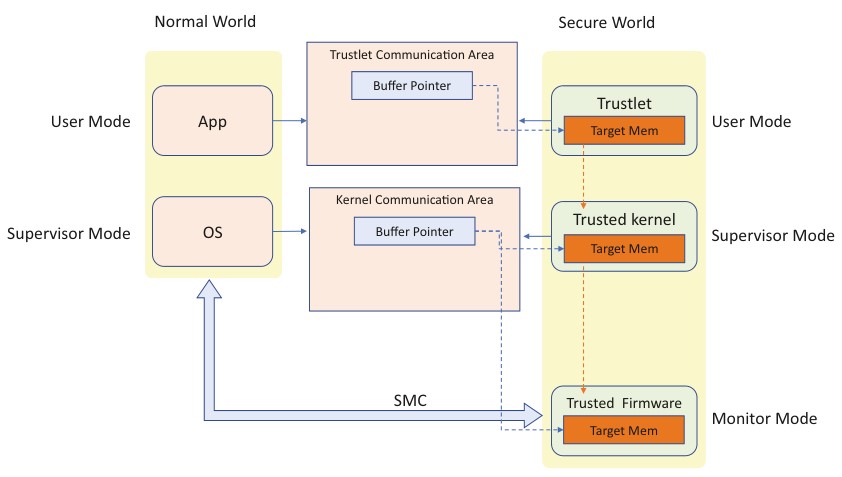 Normal World
Secure World
Trustlet Communication Area
Buffer Pointer
User Mode
App
Trustlet
Target Mem
User Mode
Kernel Communication Area
Buffer Pointer
Supervisor Mode
OS
Trusted kernel
Target Mem
Supervisor Mode
SMC
Trusted Firmware
Target Mem
Monitor Mode